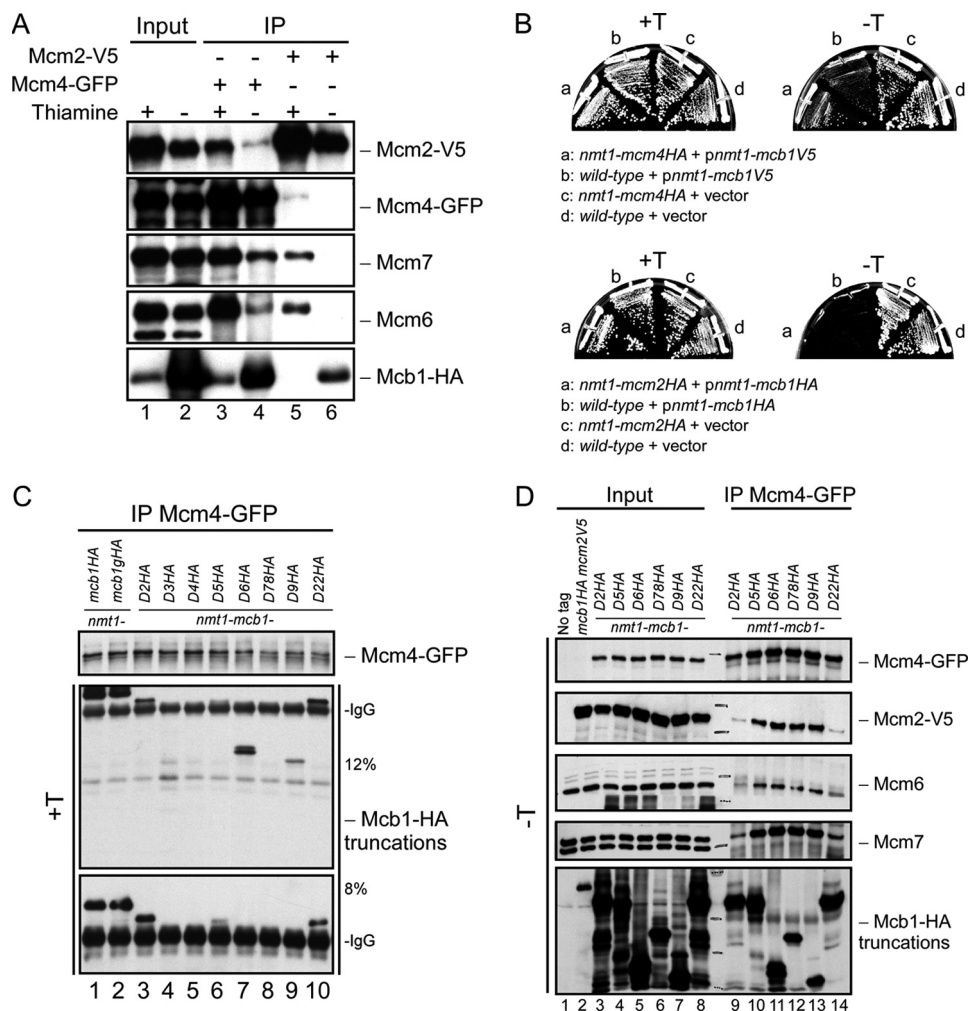 A
Input IP
Mcm2-V5 - - + +
Mcm4-GFP + + - -
Thiamine + - + - + -
– Mcm2-V5
– Mcm4-GFP
– Mcm7
– Mcm6
– Mcb1-HA
1 2 3 4 5 6
B
+T -T
b c b c
a d a d
a: nmt1-mcm4HA + pnmt1-mcb1V5
b: wild-type + pnmt1-mcb1V5
c: nmt1-mcm4HA + vector
d: wild-type + vector
+T -T
b c b c
a d a d
a: nmt1-mcm2HA + pnmt1-mcb1HA
b: wild-type + pnmt1-mcb1HA
c: nmt1-mcm2HA + vector
d: wild-type + vector
C
IP Mcm4-GFP
mcb1HA mcb1gHA D2HA D3HA D4HA D5HA D6HA D78HA D9HA D22HA
nmt1- nmt1-mcb1-
– Mcm4-GFP
-IgG
12%
+T
– Mcb1-HA
truncations
8%
-IgG
1 2 3 4 5 6 7 8 9 10
D
Input IP Mcm4-GFP
No tag mcb1HA mcm2V5 D2HA D5HA D6HA D78HA D9HA D22HA D2HA D5HA D6HA D78HA D9HA D22HA
nmt1-mcb1- nmt1-mcb1-
– Mcm4-GFP
– Mcm2-V5
– Mcm6
-T
– Mcm7
– Mcb1-HA
truncations
1 2 3 4 5 6 7 8 9 10 11 12 13 14